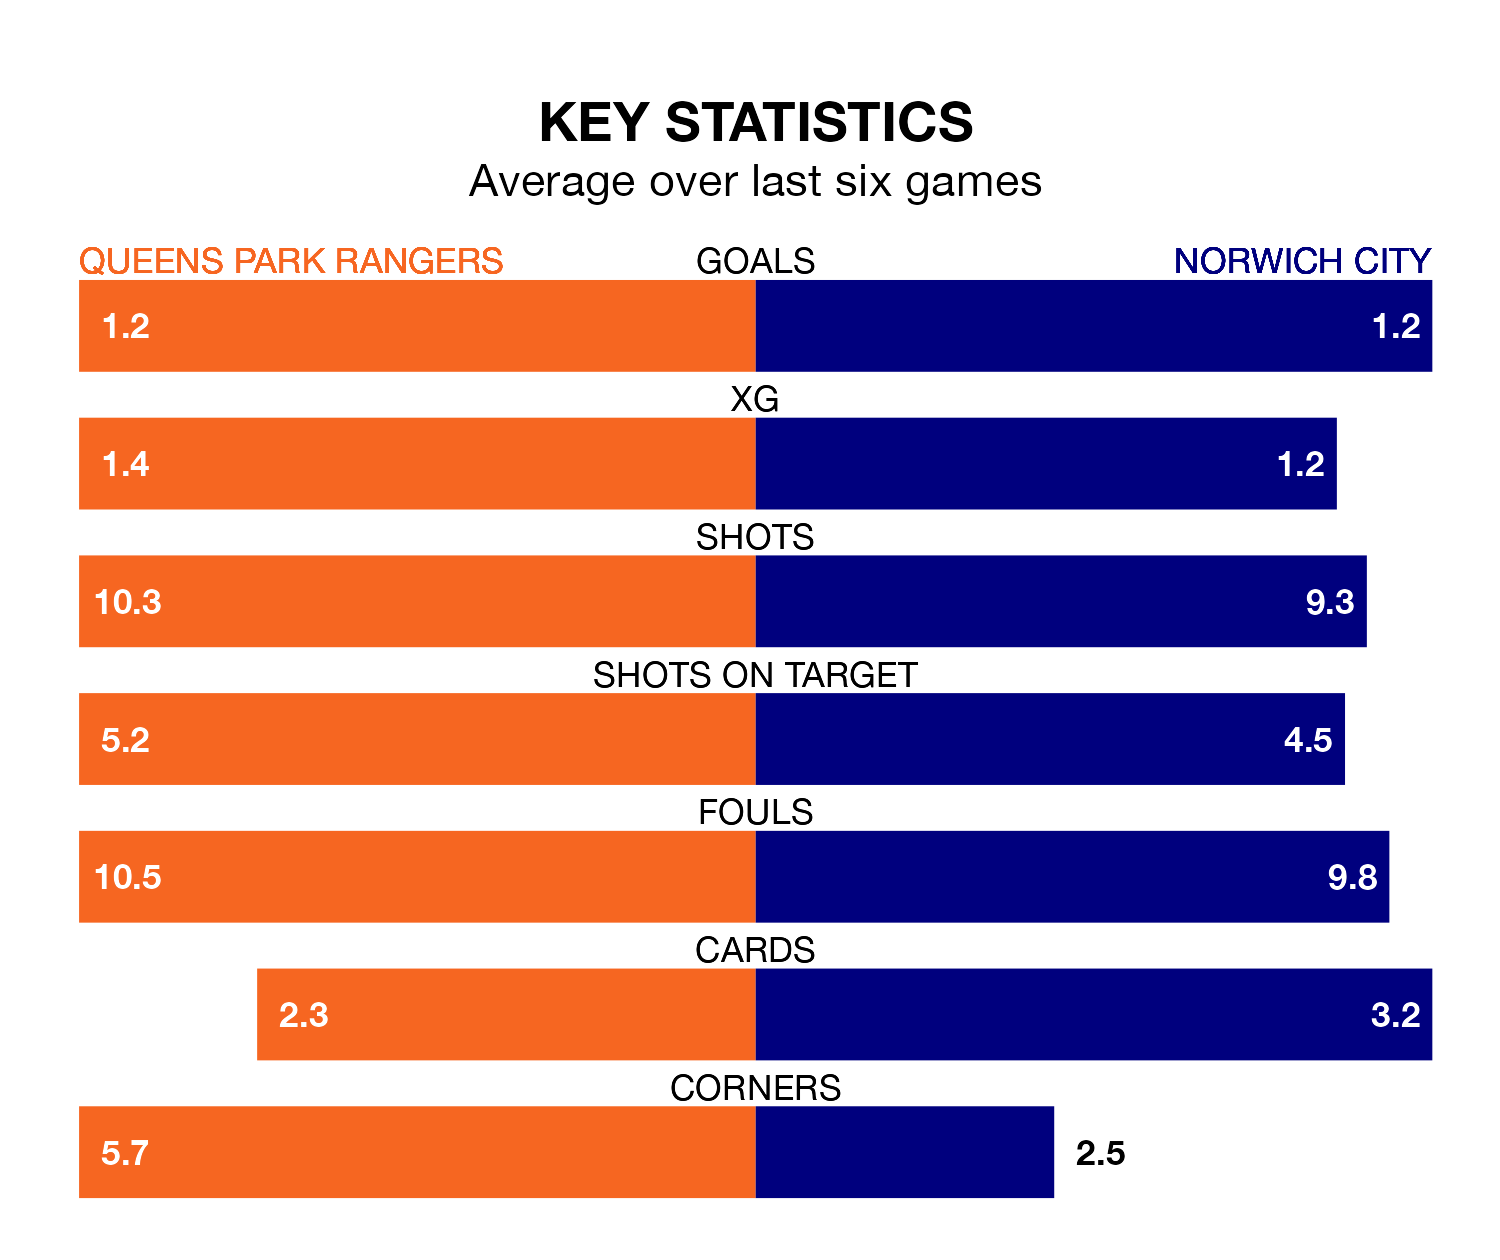 KEY STATISTICS
Average over last six games
QUEENS PARK RANGERS GOALS NORWICH CITY
1.2 1.2
XG
1.4 1.2
SHOTS
10.3 9.3
SHOTS ON TARGET
5.2 4.5
FOULS
10.5 9.8
CARDS
2.3 3.2
CORNERS
5.7 2.5